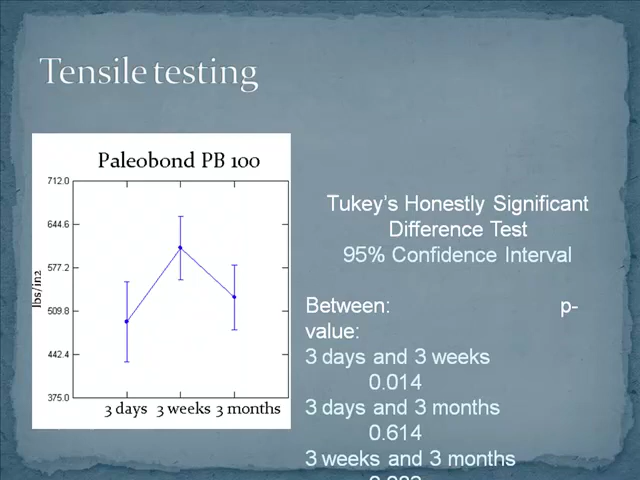 Tensile testing
Paleobond PB 100
712.0
644.6
577.2
509.8
442.4
375.0
lbs/in2
3 days 3 weeks 3 months
Tukey's Honestly Significant
Difference Test
95% Confidence Interval
Between: p-
value:
3 days and 3 weeks
0.014
3 days and 3 months
0.614
3 weeks and 3 months